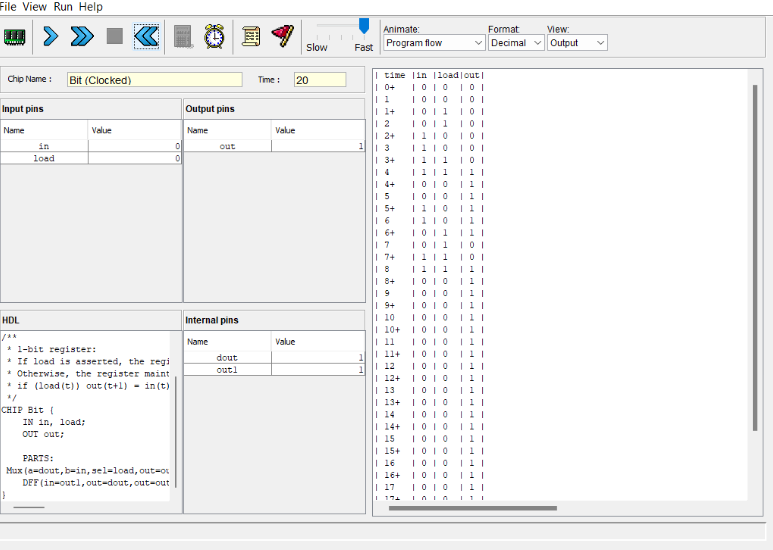 File View Run Help
Animate: Format: View:
Slow Fast Program flow Decimal Output
Chip Name : Bit (Clocked) Time : 20
Input pins
Name Value
in 0
load 0
Output pins
Name Value
out 1
HDL
/**
* 1-bit register:
* If load is asserted, the regi
* Otherwise, the register maint
* if (load(t)) out(t+1) = in(t)
*/
CHIP Bit {
IN in, load;
OUT out;
PARTS:
Mux(a=dout,b=in,sel=load,out=ou
DFF(in=out1,out=dout,out=out
}
Internal pins
Name Value
dout 1
out1 1
| time |in |load|out|
| 0+ | 0 | 0 | 0 |
| 1 | 0 | 0 | 0 |
| 1+ | 0 | 1 | 0 |
| 2 | 0 | 1 | 0 |
| 2+ | 1 | 0 | 0 |
| 3 | 1 | 0 | 0 |
| 3+ | 1 | 1 | 0 |
| 4 | 1 | 1 | 1 |
| 4+ | 0 | 0 | 1 |
| 5 | 0 | 0 | 1 |
| 5+ | 1 | 0 | 1 |
| 6 | 1 | 0 | 1 |
| 6+ | 0 | 1 | 1 |
| 7 | 0 | 1 | 0 |
| 7+ | 1 | 1 | 0 |
| 8 | 1 | 1 | 1 |
| 8+ | 0 | 0 | 1 |
| 9 | 0 | 0 | 1 |
| 9+ | 0 | 0 | 1 |
| 10 | 0 | 0 | 1 |
| 10+ | 0 | 0 | 1 |
| 11 | 0 | 0 | 1 |
| 11+ | 0 | 0 | 1 |
| 12 | 0 | 0 | 1 |
| 12+ | 0 | 0 | 1 |
| 13 | 0 | 0 | 1 |
| 13+ | 0 | 0 | 1 |
| 14 | 0 | 0 | 1 |
| 14+ | 0 | 0 | 1 |
| 15 | 0 | 0 | 1 |
| 15+ | 0 | 0 | 1 |
| 16 | 0 | 0 | 1 |
| 16+ | 0 | 0 | 1 |
| 17 | 0 | 0 | 1 |
| 17+ | 0 | 0 | 1 |